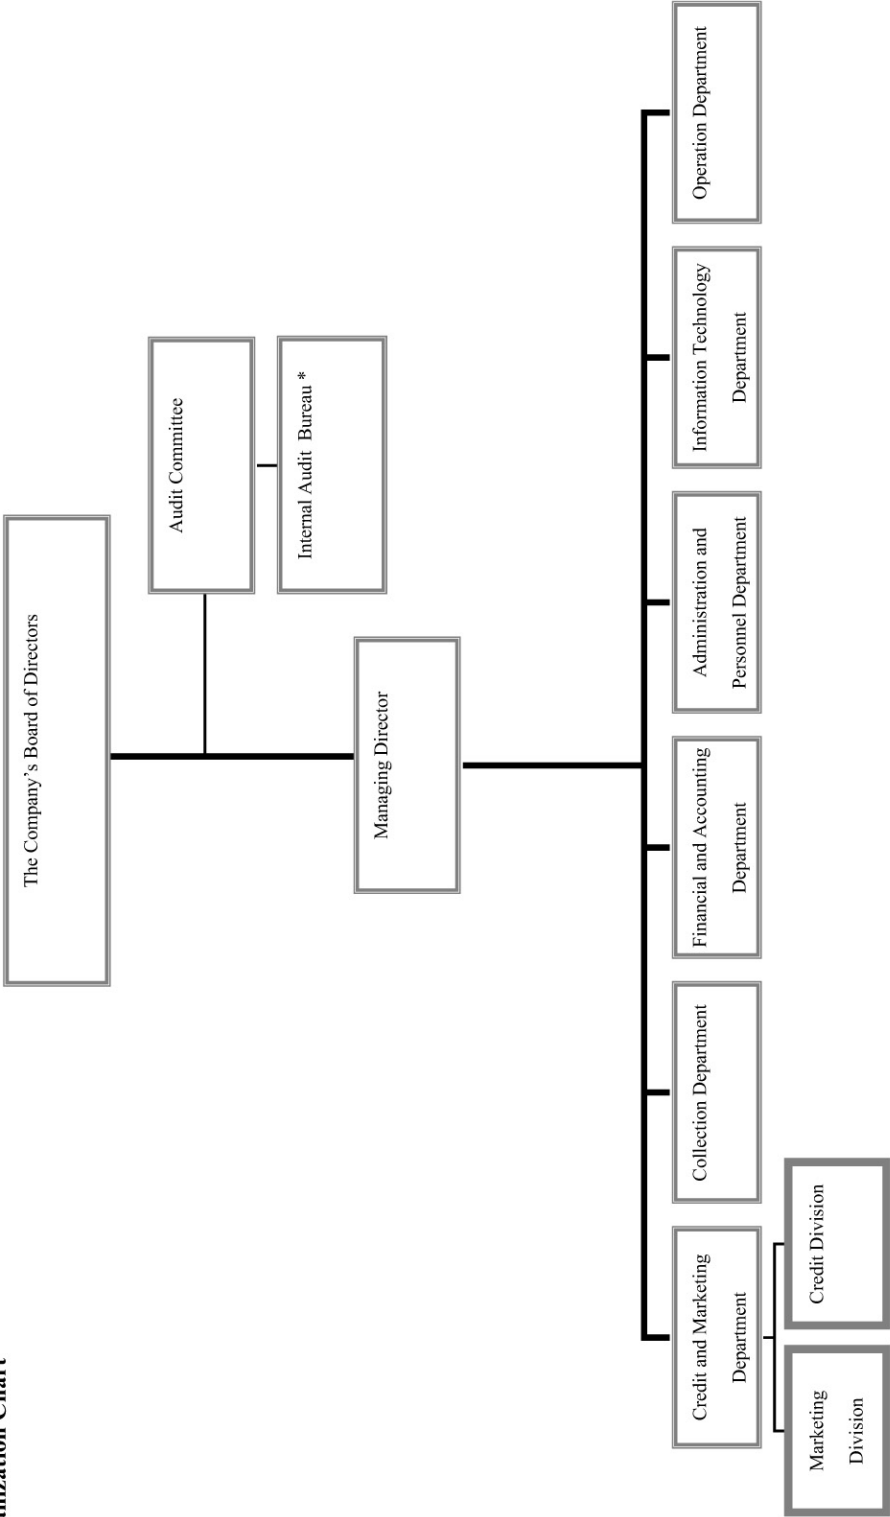 Chart
The Company's Board of Directors
Audit Committee
Internal Audit Bureau *
Managing Director
Credit and Marketing
Department
Collection Department
Financial and Accounting
Department
Administration and
Personnel Department
Information Technology
Department
Operation Department
Marketing
Division
Credit Division